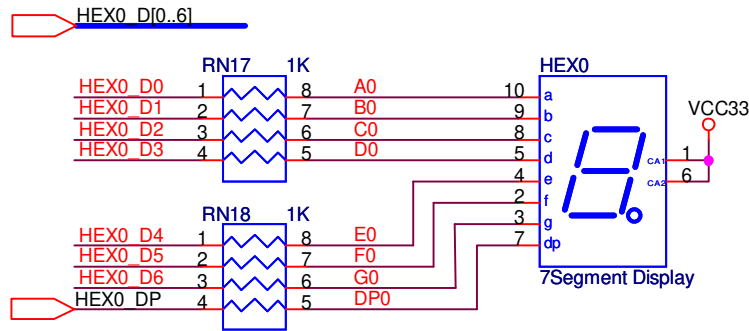 HEX0_D[0..6]
RN17 1K HEX0
HEX0_D0 1 8 A0 10 a VCC33
HEX0_D1 2 7 B0 9 b
HEX0_D2 3 6 C0 8 c
HEX0_D3 4 5 D0 5 d CA1 1
4 e CA2 6
2 f
RN18 1K 3 g
HEX0_D4 1 8 E0 7 dp
HEX0_D5 2 7 F0 7Segment Display
HEX0_D6 3 6 G0
HEX0_DP 4 5 DP0